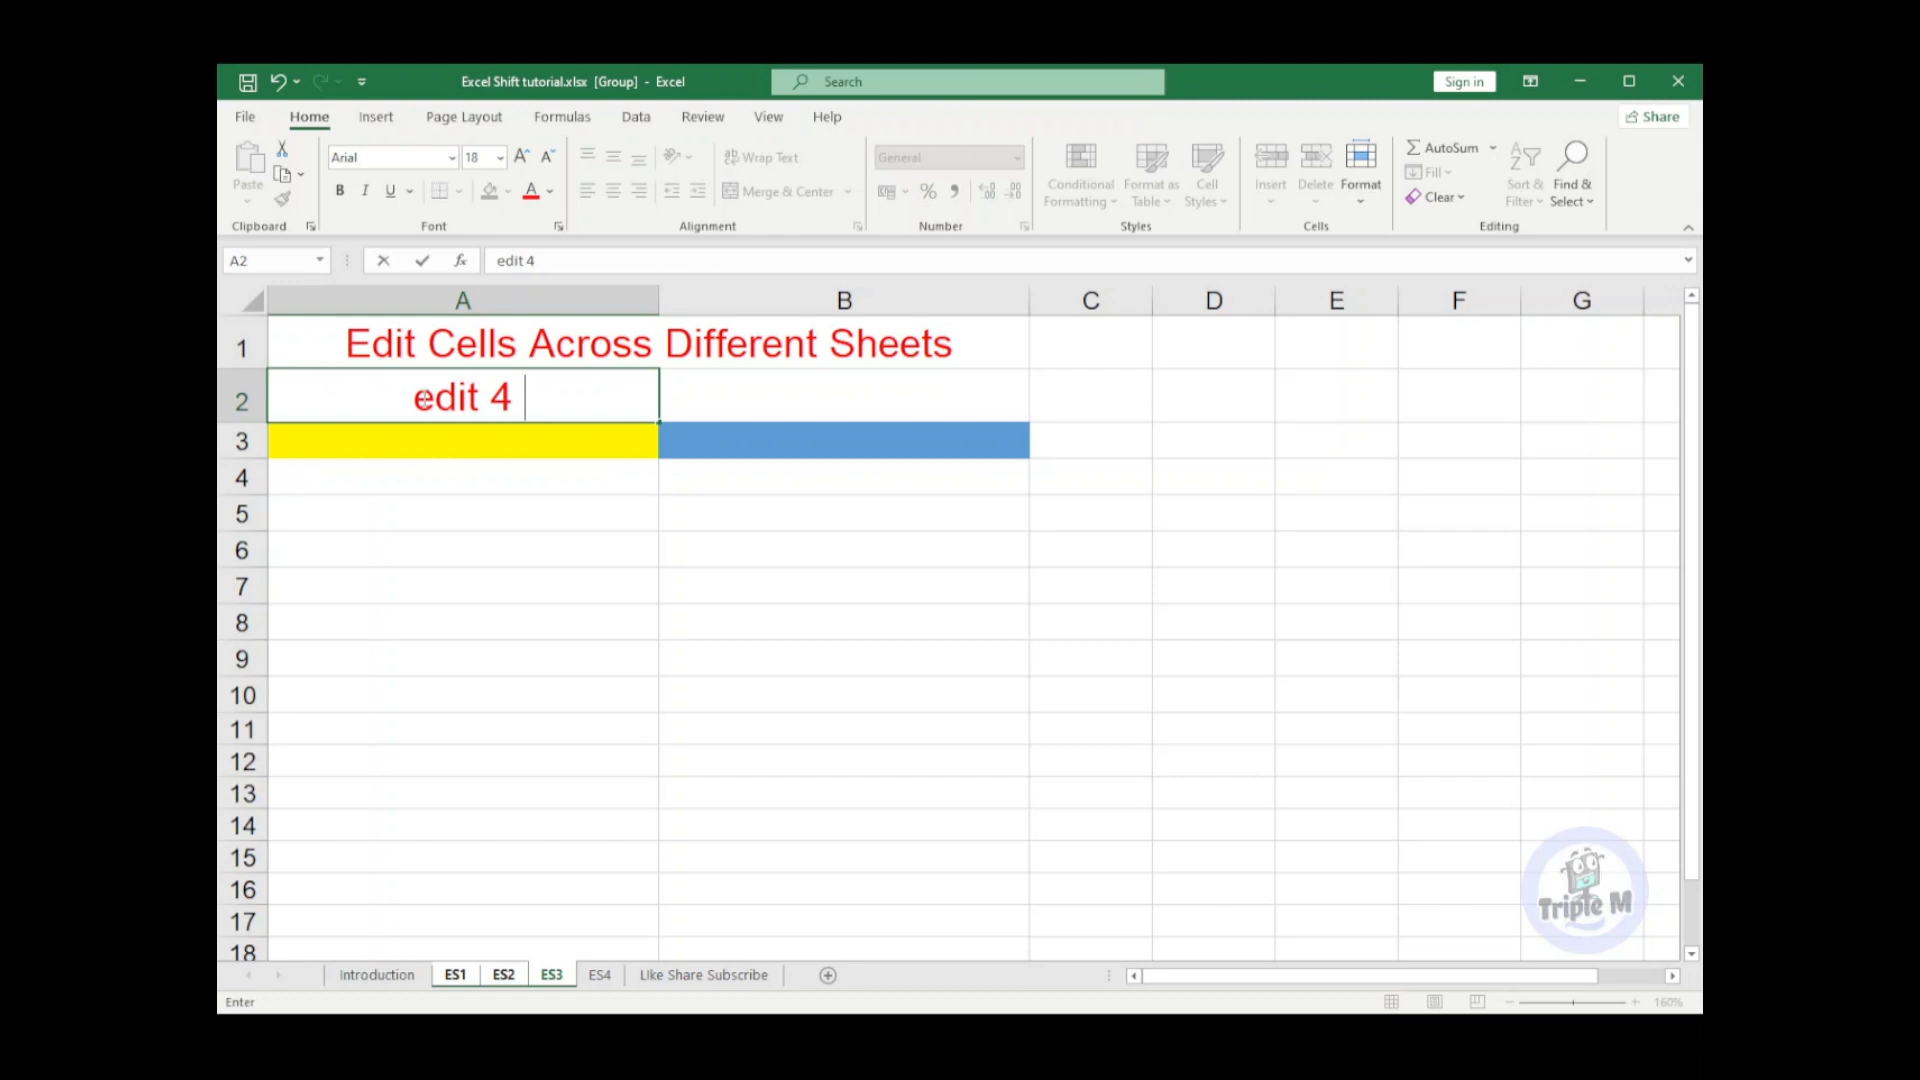 Excel Shift tutorial.xlsx [Group] - Excel
Search
Sign in
File Home Insert Page Layout Formulas Data Review View Help
Share
Paste
Arial
18
B I U
A
Wrap Text
Merge & Center
General
%
Conditional Formatting
Format as Table
Cell Styles
Insert
Delete
Format
AutoSum
Fill
Clear
Sort & Filter
Find & Select
Clipboard
Font
Alignment
Number
Styles
Cells
Editing
A2
fx
edit 4
A B C D E F G
1
Edit Cells Across Different Sheets
2
edit 4
3
4
5
6
7
8
9
10
11
12
13
14
15
16
17
18
Triple M
Introduction ES1 ES2 ES3 ES4 LIke Share Subscribe
Enter
160%